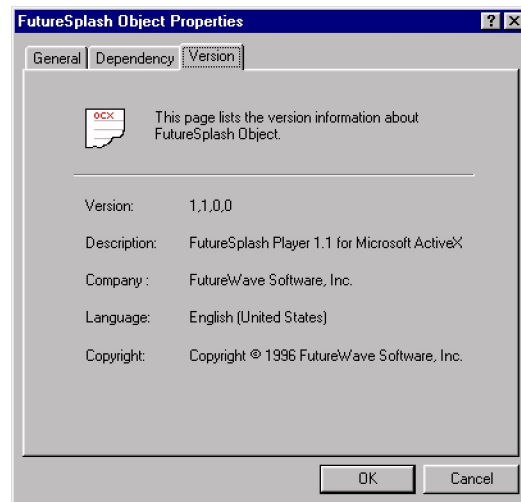 FutureSplash Object Properties
General Dependency Version
OCX
This page lists the version information about
FutureSplash Object.
Version: 1,1,0,0
Description: FutureSplash Player 1.1 for Microsoft ActiveX
Company : FutureWave Software, Inc.
Language: English (United States)
Copyright: Copyright © 1996 FutureWave Software, Inc.
OK Cancel